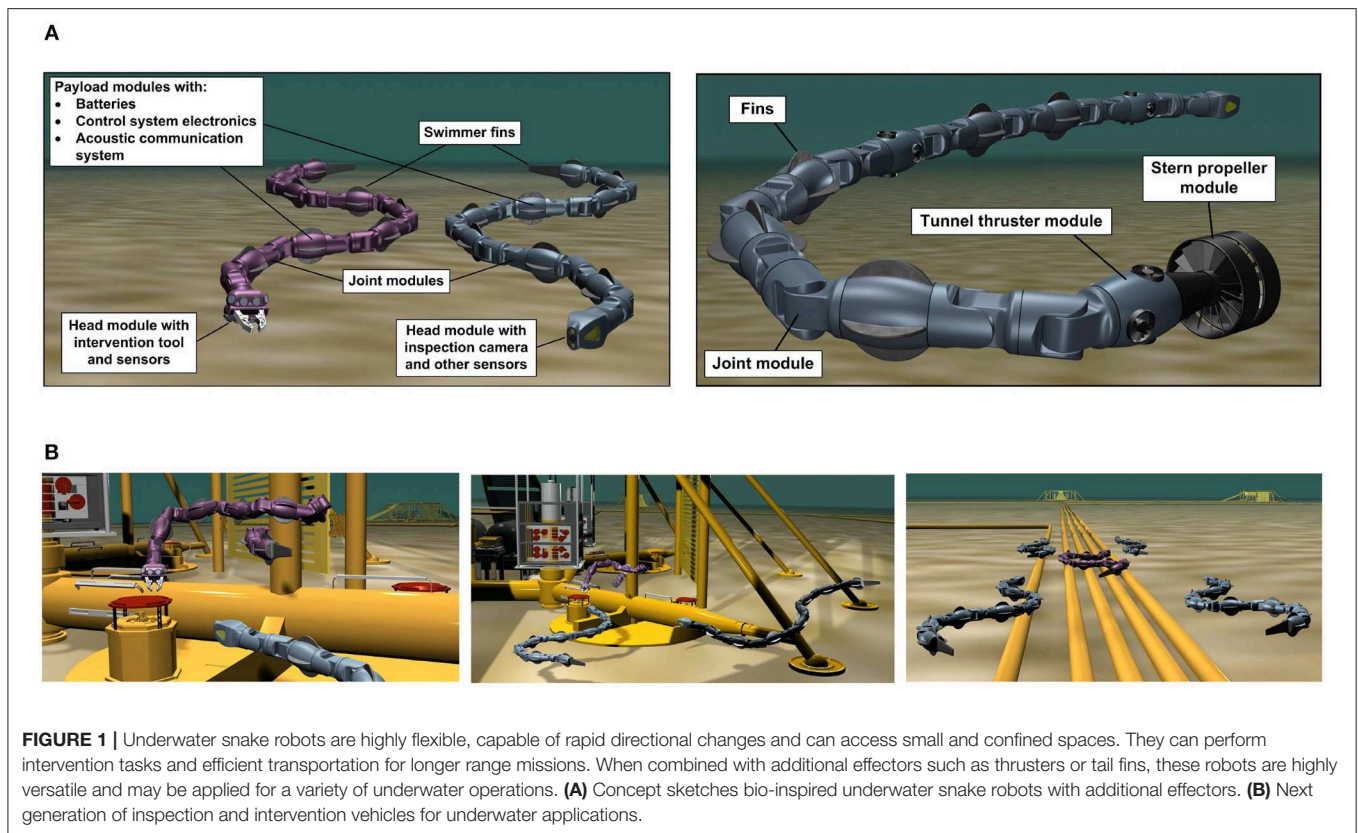 A
Payload modules with:
• Batteries
• Control system electronics
• Acoustic communication
system
Swimmer fins
Joint modules
Head module with
intervention tool
and sensors
Head module with
inspection camera
and other sensors
Fins
Stern propeller
module
Tunnel thruster module
Joint module
B
FIGURE 1 | Underwater snake robots are highly flexible, capable of rapid directional changes and can access small and confined spaces. They can perform
intervention tasks and efficient transportation for longer range missions. When combined with additional effectors such as thrusters or tail fins, these robots are highly
versatile and may be applied for a variety of underwater operations. (A) Concept sketches bio-inspired underwater snake robots with additional effectors. (B) Next
generation of inspection and intervention vehicles for underwater applications.